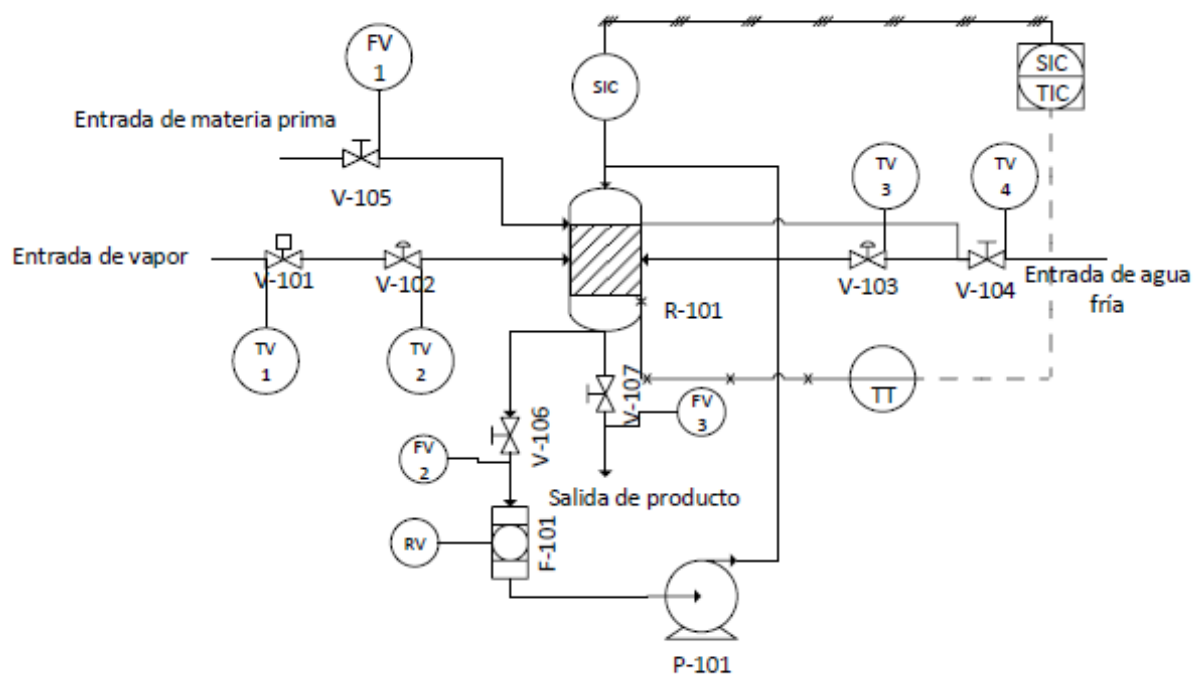 FV
1
SIC
SIC
TIC
Entrada de materia prima
V-105
TV
3
TV
4
Entrada de vapor
V-101
V-102
V-103
V-104
Entrada de agua
fría
R-101
TV
1
TV
2
TT
V-107
FV
3
V-106
FV
2
Salida de producto
RV
F-101
P-101